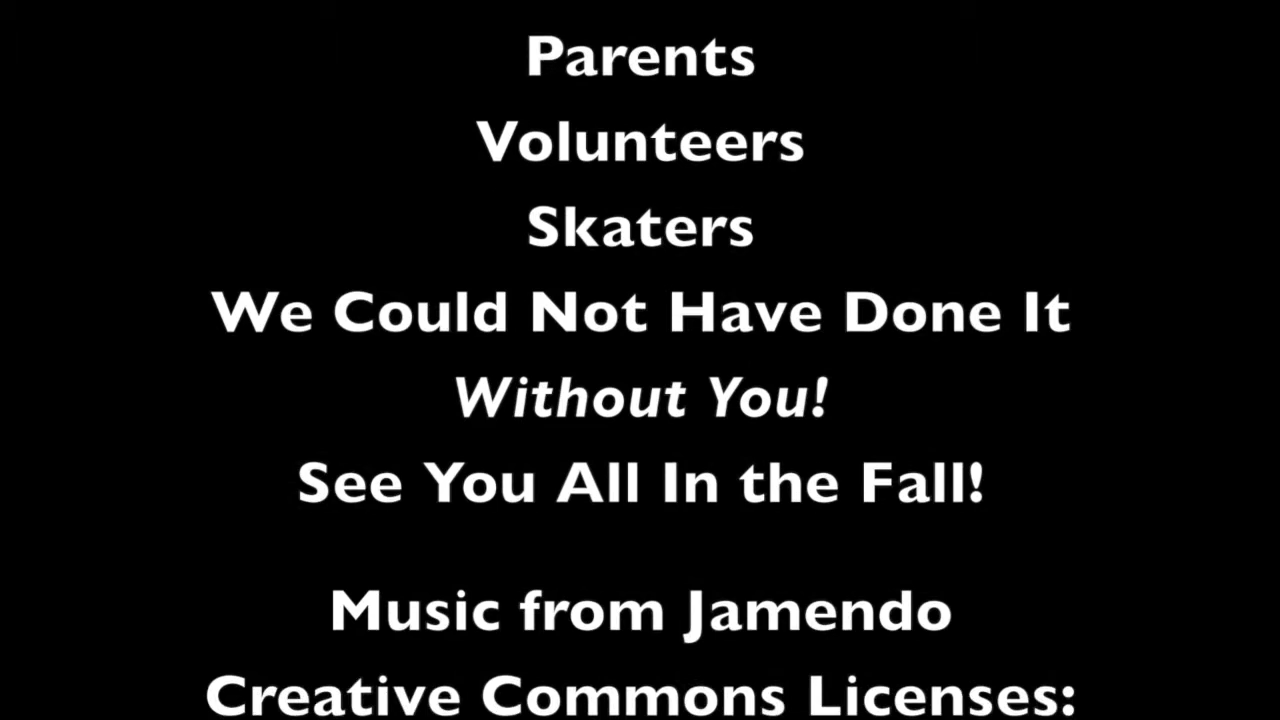 Parents
Volunteers
Skaters
We Could Not Have Done It
Without You!
See You All In the Fall!
Music from Jamendo
Creative Commons Licenses: